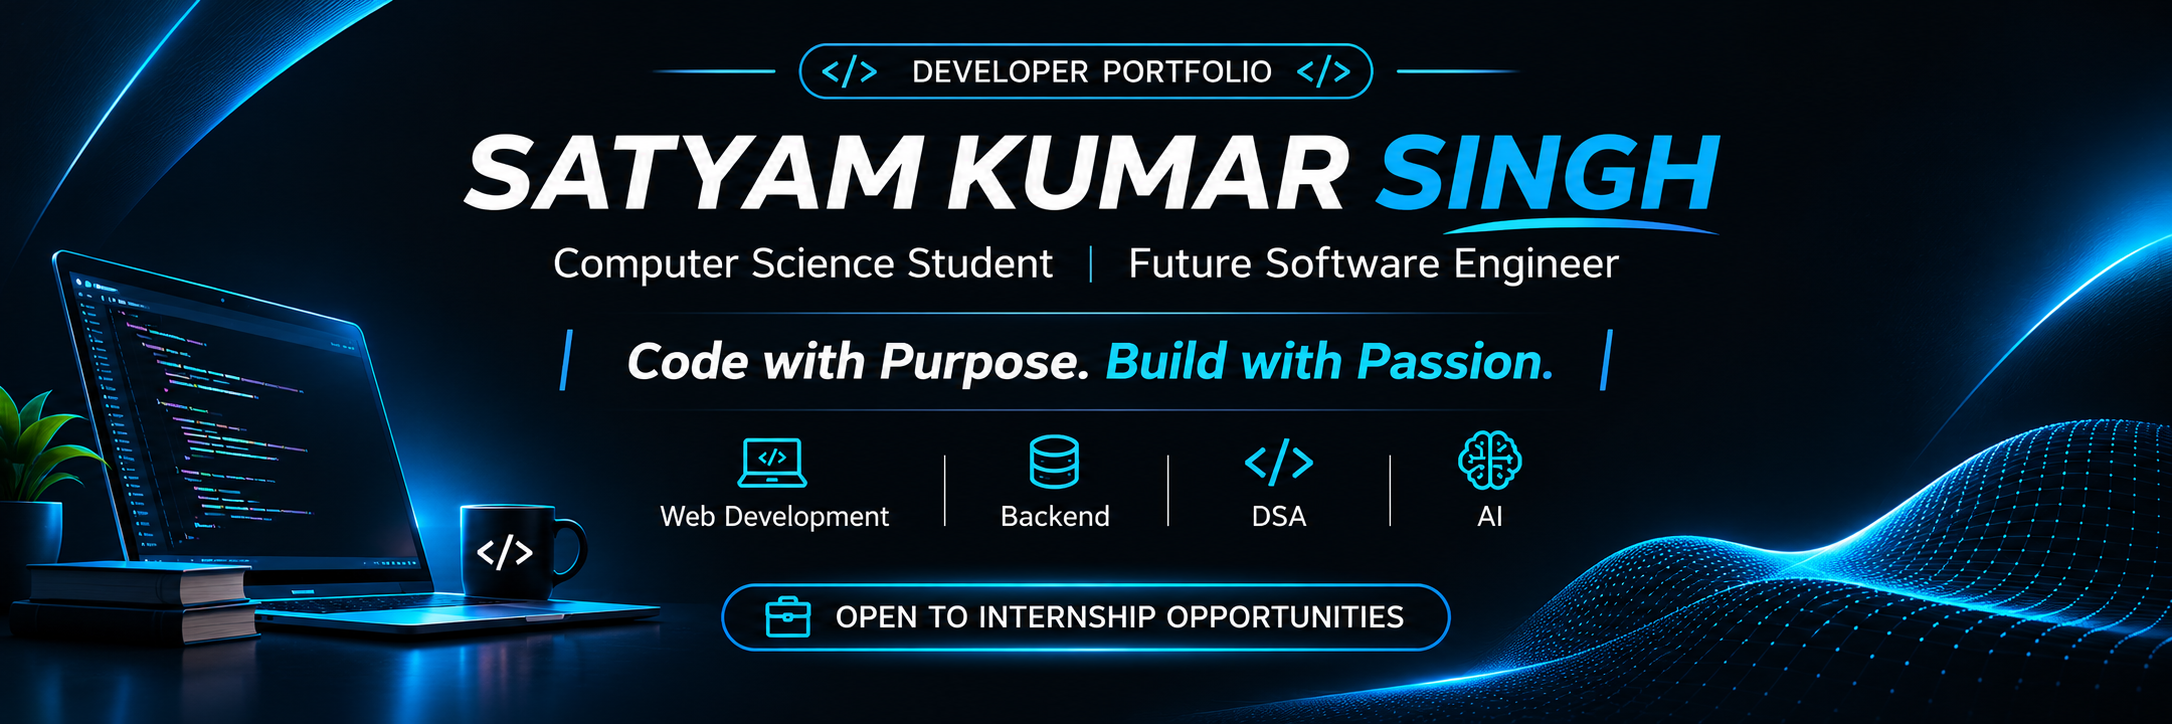 </> DEVELOPER PORTFOLIO </>
SATYAM KUMAR SINGH
Computer Science Student | Future Software Engineer
Code with Purpose. Build with Passion.
</>
Web Development
Backend
</>
DSA
AI
</>
OPEN TO INTERNSHIP OPPORTUNITIES